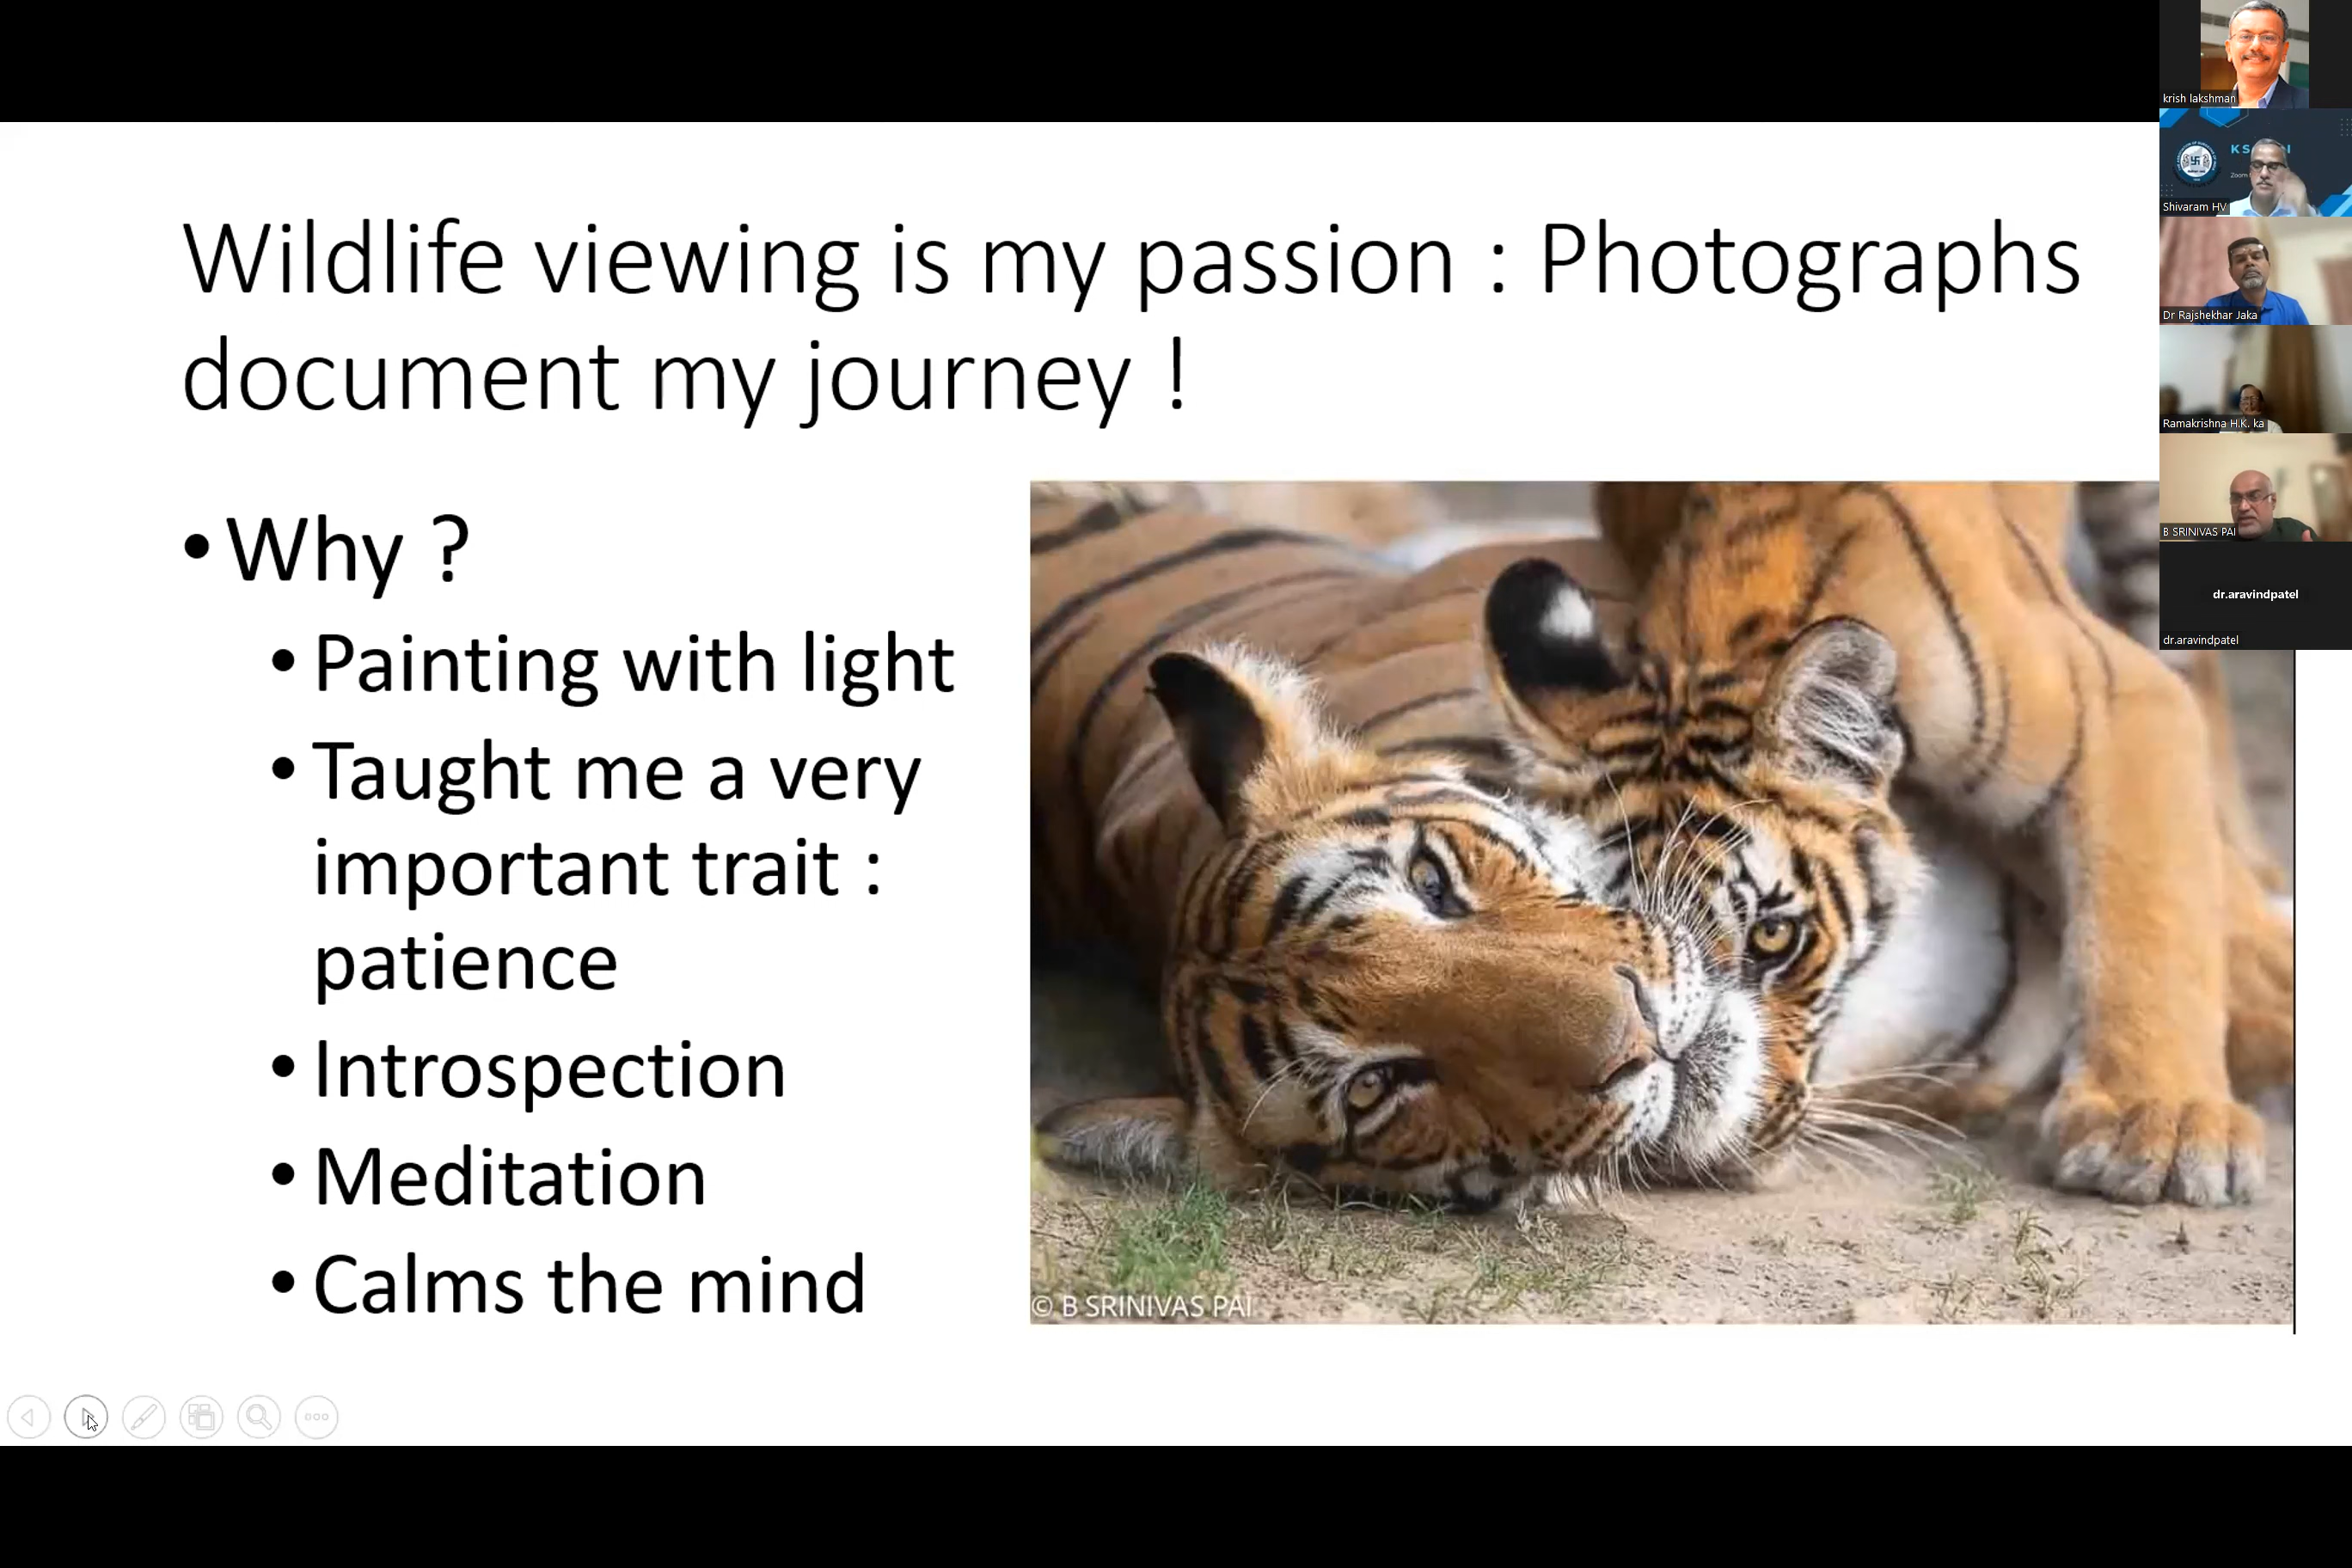 Wildlife viewing is my passion : Photographs
document my journey !
• Why ?
• Painting with light
• Taught me a very
important trait :
patience
• Introspection
• Meditation
• Calms the mind
© B SRINIVAS PAI
krish lakshman
Shivaram HV
Dr Rajshekhar Jaka
Ramakrishna H.K. ka
B SRINIVAS PAI
dr.aravindpatel
dr.aravindpatel